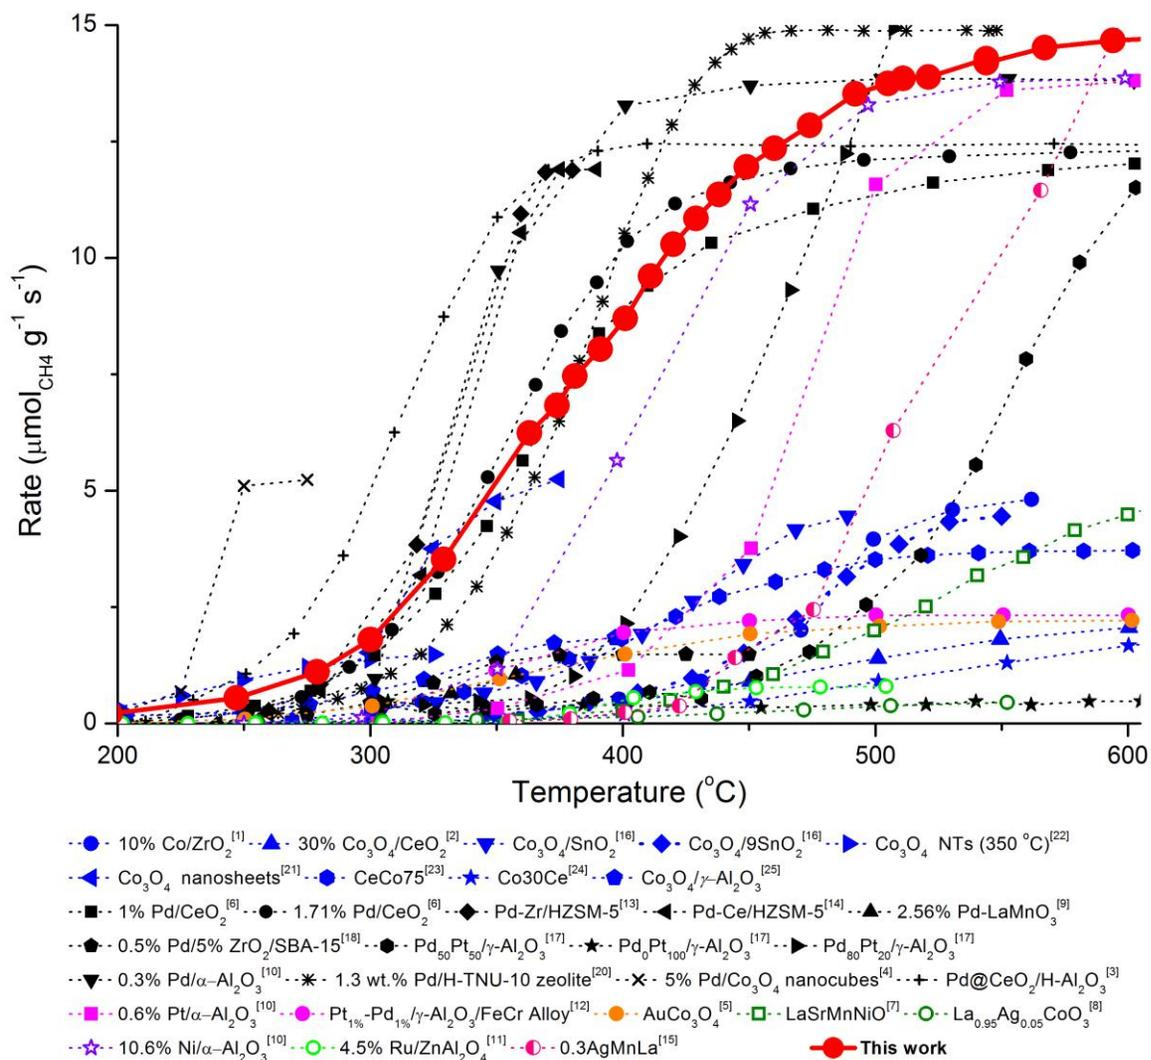 15
10
5
0
Rate (μmol_CH4 g⁻¹ s⁻¹)
200 300 400 500 600
Temperature (°C)
10% Co/ZrO₂[1] 30% Co₃O₄/CeO₂[2] Co₃O₄/SnO₂[16] Co₃O₄/9SnO₂[16] Co₃O₄ NTs (350 °C)[22]
Co₃O₄ nanosheets[21] CeCo75[23] Co30Ce[24] Co₃O₄/γ–Al₂O₃[25]
1% Pd/CeO₂[6] 1.71% Pd/CeO₂[6] Pd-Zr/HZSM-5[13] Pd-Ce/HZSM-5[14] 2.56% Pd-LaMnO₃[9]
0.5% Pd/5% ZrO₂/SBA-15[18] Pd₅₀Pt₅₀/γ-Al₂O₃[17] Pd₀Pt₁₀₀/γ-Al₂O₃[17] Pd₈₀Pt₂₀/γ-Al₂O₃[17]
0.3% Pd/α–Al₂O₃[10] 1.3 wt.% Pd/H-TNU-10 zeolite[20] 5% Pd/Co₃O₄ nanocubes[4] Pd@CeO₂/H-Al₂O₃[3]
0.6% Pt/α–Al₂O₃[10] Pt₁%-Pd₁%/γ-Al₂O₃/FeCr Alloy[12] AuCo₃O₄[5] LaSrMnNiO[7] La₀.₉₅Ag₀.₀₅CoO₃[8]
10.6% Ni/α–Al₂O₃[10] 4.5% Ru/ZnAl₂O₄[11] 0.3AgMnLa[15] This work